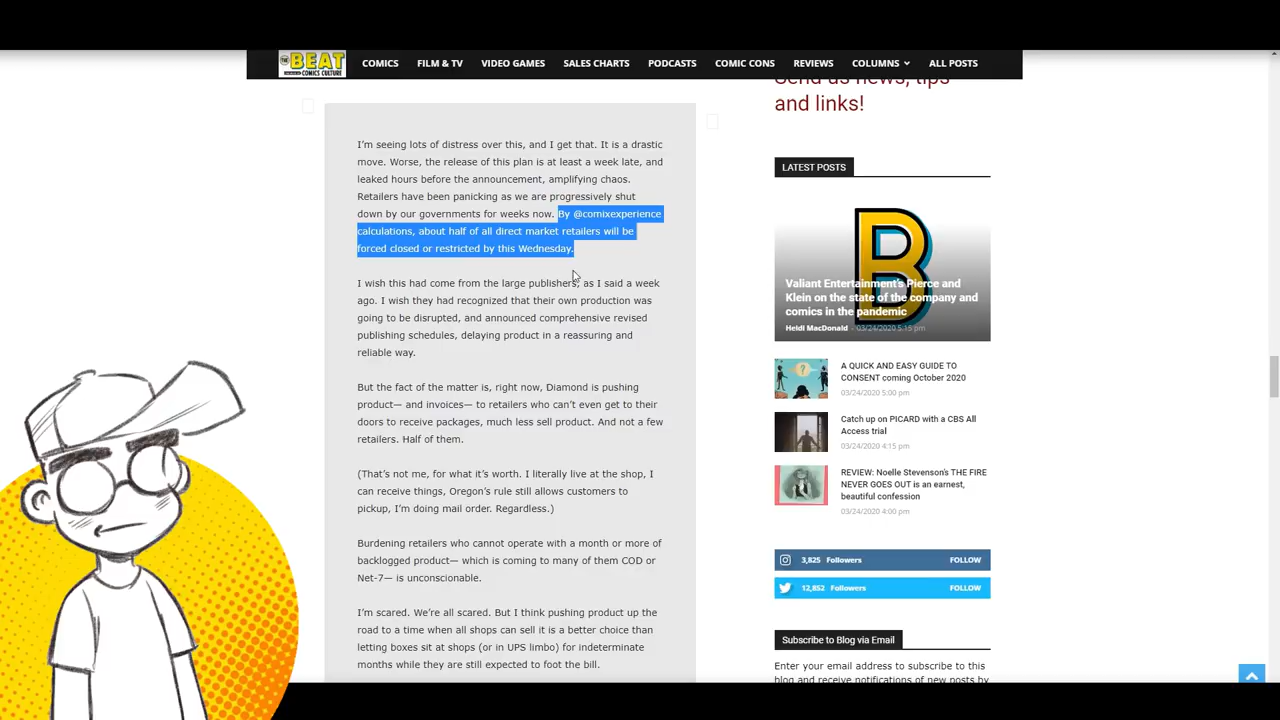 THE BEAT
COMICS CULTURE
COMICS
FILM & TV
VIDEO GAMES
SALES CHARTS
PODCASTS
COMIC CONS
REVIEWS
COLUMNS
ALL POSTS
I'm seeing lots of distress over this, and I get that. It is a drastic
move. Worse, the release of this plan is at least a week late, and
leaked hours before the announcement, amplifying chaos.
Retailers have been panicking as we are progressively shut
down by our governments for weeks now. By @comixexperience
calculations, about half of all direct market retailers will be
forced closed or restricted by this Wednesday.
I wish this had come from the large publishers, as I said a week
ago. I wish they had recognized that their own production was
going to be disrupted, and announced comprehensive revised
publishing schedules, delaying product in a reassuring and
reliable way.
But the fact of the matter is, right now, Diamond is pushing
product— and invoices— to retailers who can't even get to their
doors to receive packages, much less sell product. And not a few
retailers. Half of them.
(That's not me, for what it's worth. I literally live at the shop, I
can receive things, Oregon's rule still allows customers to
pickup, I'm doing mail order. Regardless.)
Burdening retailers who cannot operate with a month or more of
backlogged product— which is coming to many of them COD or
Net-7— is unconscionable.
I'm scared. We're all scared. But I think pushing product up the
road to a time when all shops can sell it is a better choice than
letting boxes sit at shops (or in UPS limbo) for indeterminate
months while they are still expected to foot the bill.
Send us news, tips
and links!
LATEST POSTS
B
Valiant Entertainment's Pierce and
Klein on the state of the company and
comics in the pandemic
Heidi MacDonald - 03/24/2020 5:15 pm
A QUICK AND EASY GUIDE TO
CONSENT coming October 2020
03/24/2020 5:00 pm
Catch up on PICARD with a CBS All
Access trial
03/24/2020 4:15 pm
REVIEW: Noelle Stevenson's THE FIRE
NEVER GOES OUT is an earnest,
beautiful confession
03/24/2020 4:00 pm
3,825 Followers FOLLOW
12,852 Followers FOLLOW
Subscribe to Blog via Email
Enter your email address to subscribe to this
blog and receive notifications of new posts by